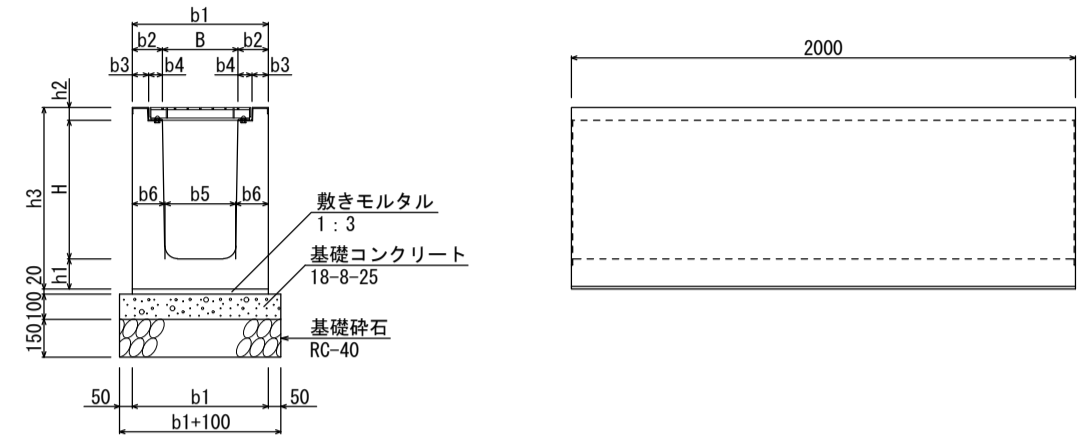 b1
b2 B b2
b3 b4 b4 b3
h2
h3
H
b6 b5 b6
h1
20
100
150
敷きモルタル
1：3
基礎コンクリート
18-8-25
基礎砕石
RC-40
50 b1 50
b1+100
2000